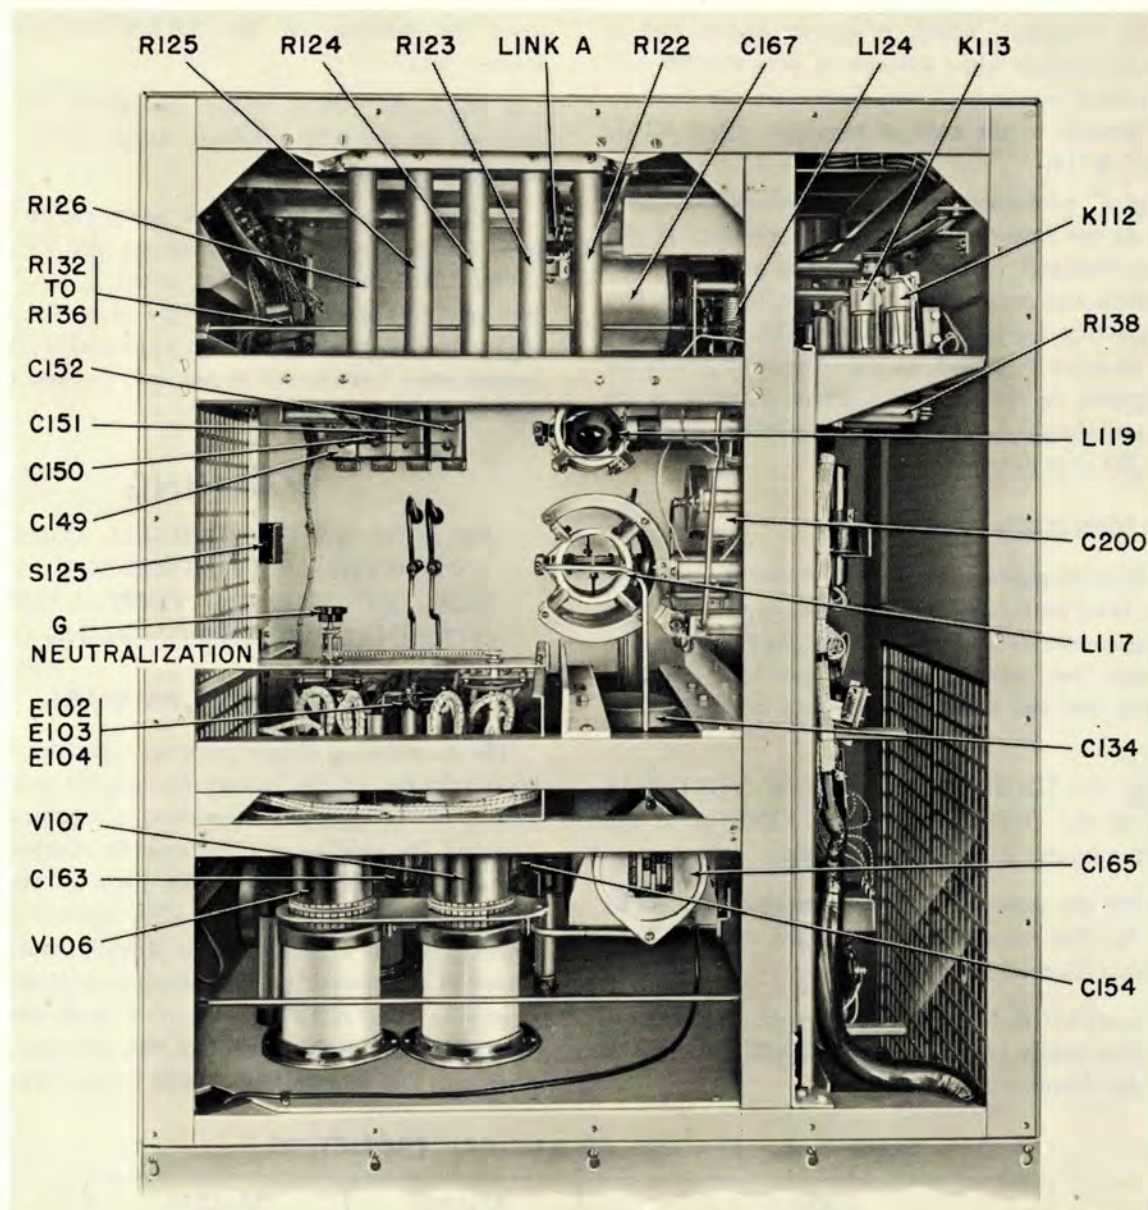 R125 R124 R123 LINK A R122 C167 L124 K113
R126
R132
TO
R136
C152
C151
C150
C149
S125
G
NEUTRALIZATION
E102
E103
E104
V107
C163
V106
K112
R138
L119
C200
L117
C134
C165
C154